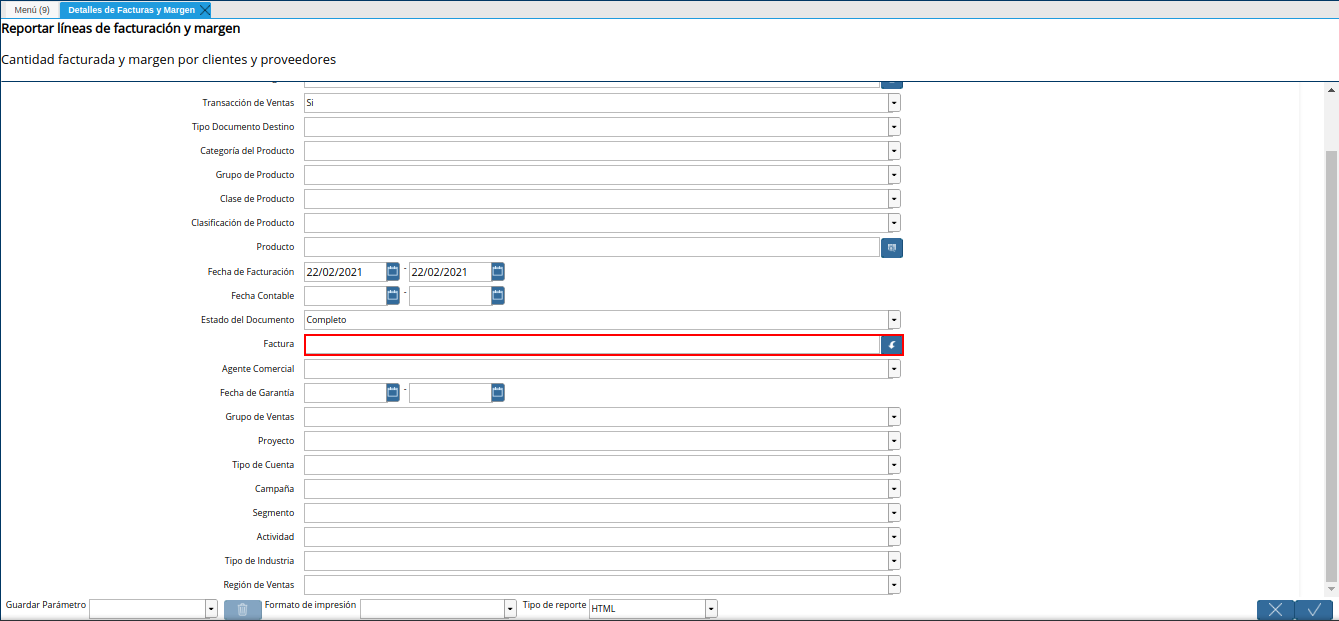 Menú (9)
Detalles de Facturas y Margen
Reportar líneas de facturación y margen
Cantidad facturada y margen por clientes y proveedores
Transacción de Ventas Si
Tipo Documento Destino
Categoría del Producto
Grupo de Producto
Clase de Producto
Clasificación de Producto
Producto
Fecha de Facturación 22/02/2021 - 22/02/2021
Fecha Contable -
Estado del Documento Completo
Factura
Agente Comercial
Fecha de Garantía -
Grupo de Ventas
Proyecto
Tipo de Cuenta
Campaña
Segmento
Actividad
Tipo de Industria
Región de Ventas
Guardar Parámetro Formato de impresión Tipo de reporte HTML